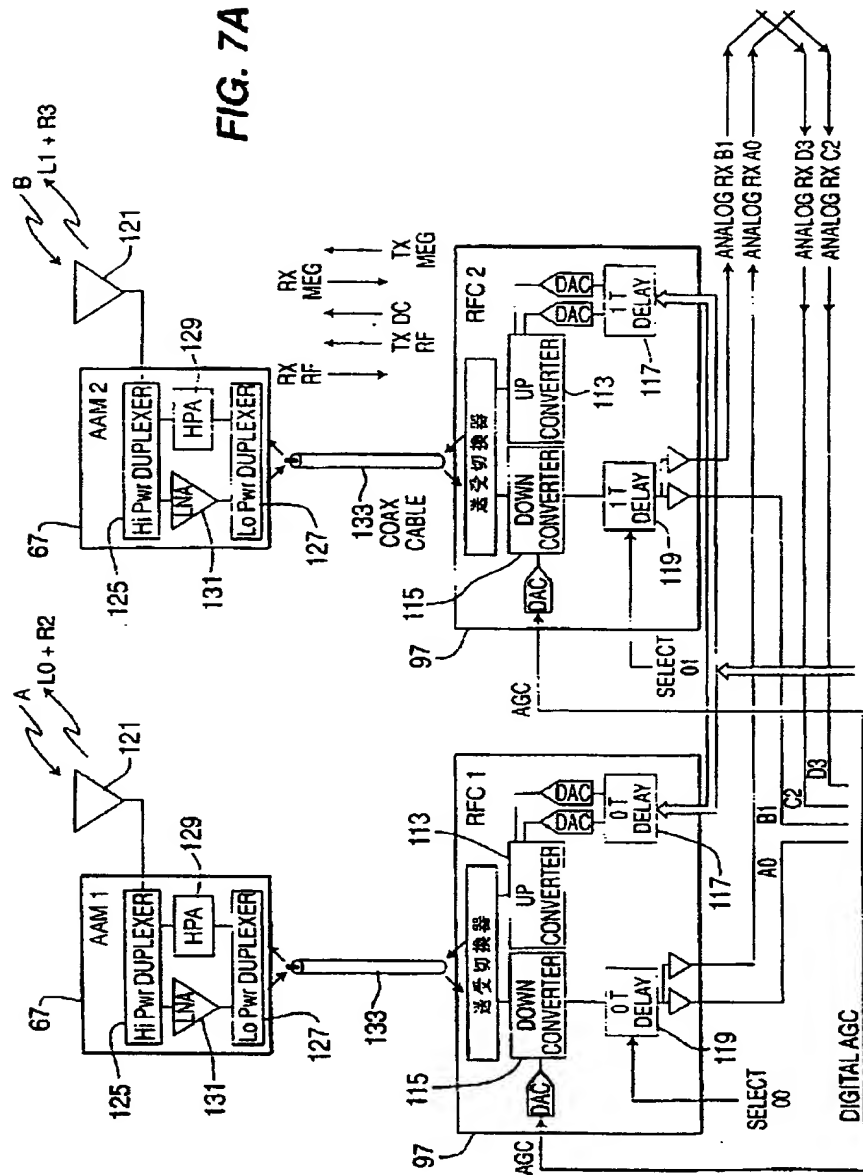 FIG. 7A
A
L0 + R2
121
67
AAM 1
Hi Pwr DUPLEXER
125
LNA
131
HPA
129
Lo Pwr DUPLEXER
127
133
B
L1 + R3
121
67
AAM 2
Hi Pwr DUPLEXER
125
LNA
131
HPA
129
Lo Pwr DUPLEXER
127
133
COAX
CABLE
RX
RF
TX
RF
DC
RX
MEG
TX
MEG
RFC 1
送受切換器
DOWN
CONVERTER
115
UP
CONVERTER
113
DAC
DAC
DAC
0 T
DELAY
119
0 T
DELAY
117
97
AGC
SELECT
00
RFC 2
送受切換器
DOWN
CONVERTER
115
UP
CONVERTER
113
DAC
DAC
DAC
1 T
DELAY
119
1 T
DELAY
117
97
AGC
SELECT
01
ANALOG RX B1
ANALOG RX A0
ANALOG RX D3
ANALOG RX C2
A0
B1
C2
D3
DIGITAL AGC